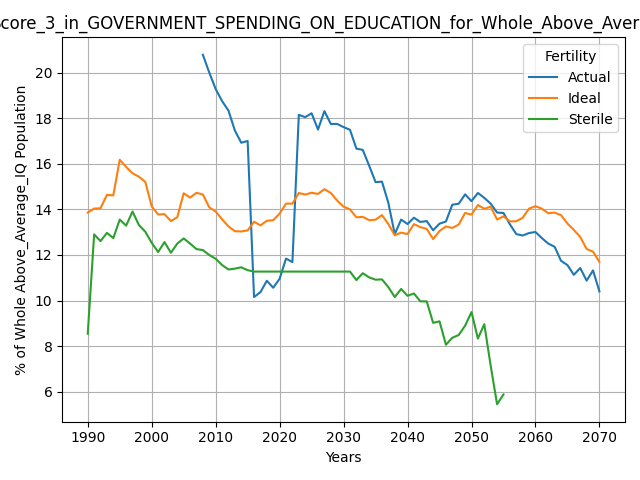 core_3_in_GOVERNMENT_SPENDING_ON_EDUCATION_for_Whole_Above_Aver
Fertility
Actual
Ideal
Sterile
% of Whole Above_Average_IQ Population
20
18
16
14
12
10
8
6
1990 2000 2010 2020 2030 2040 2050 2060 2070
Years